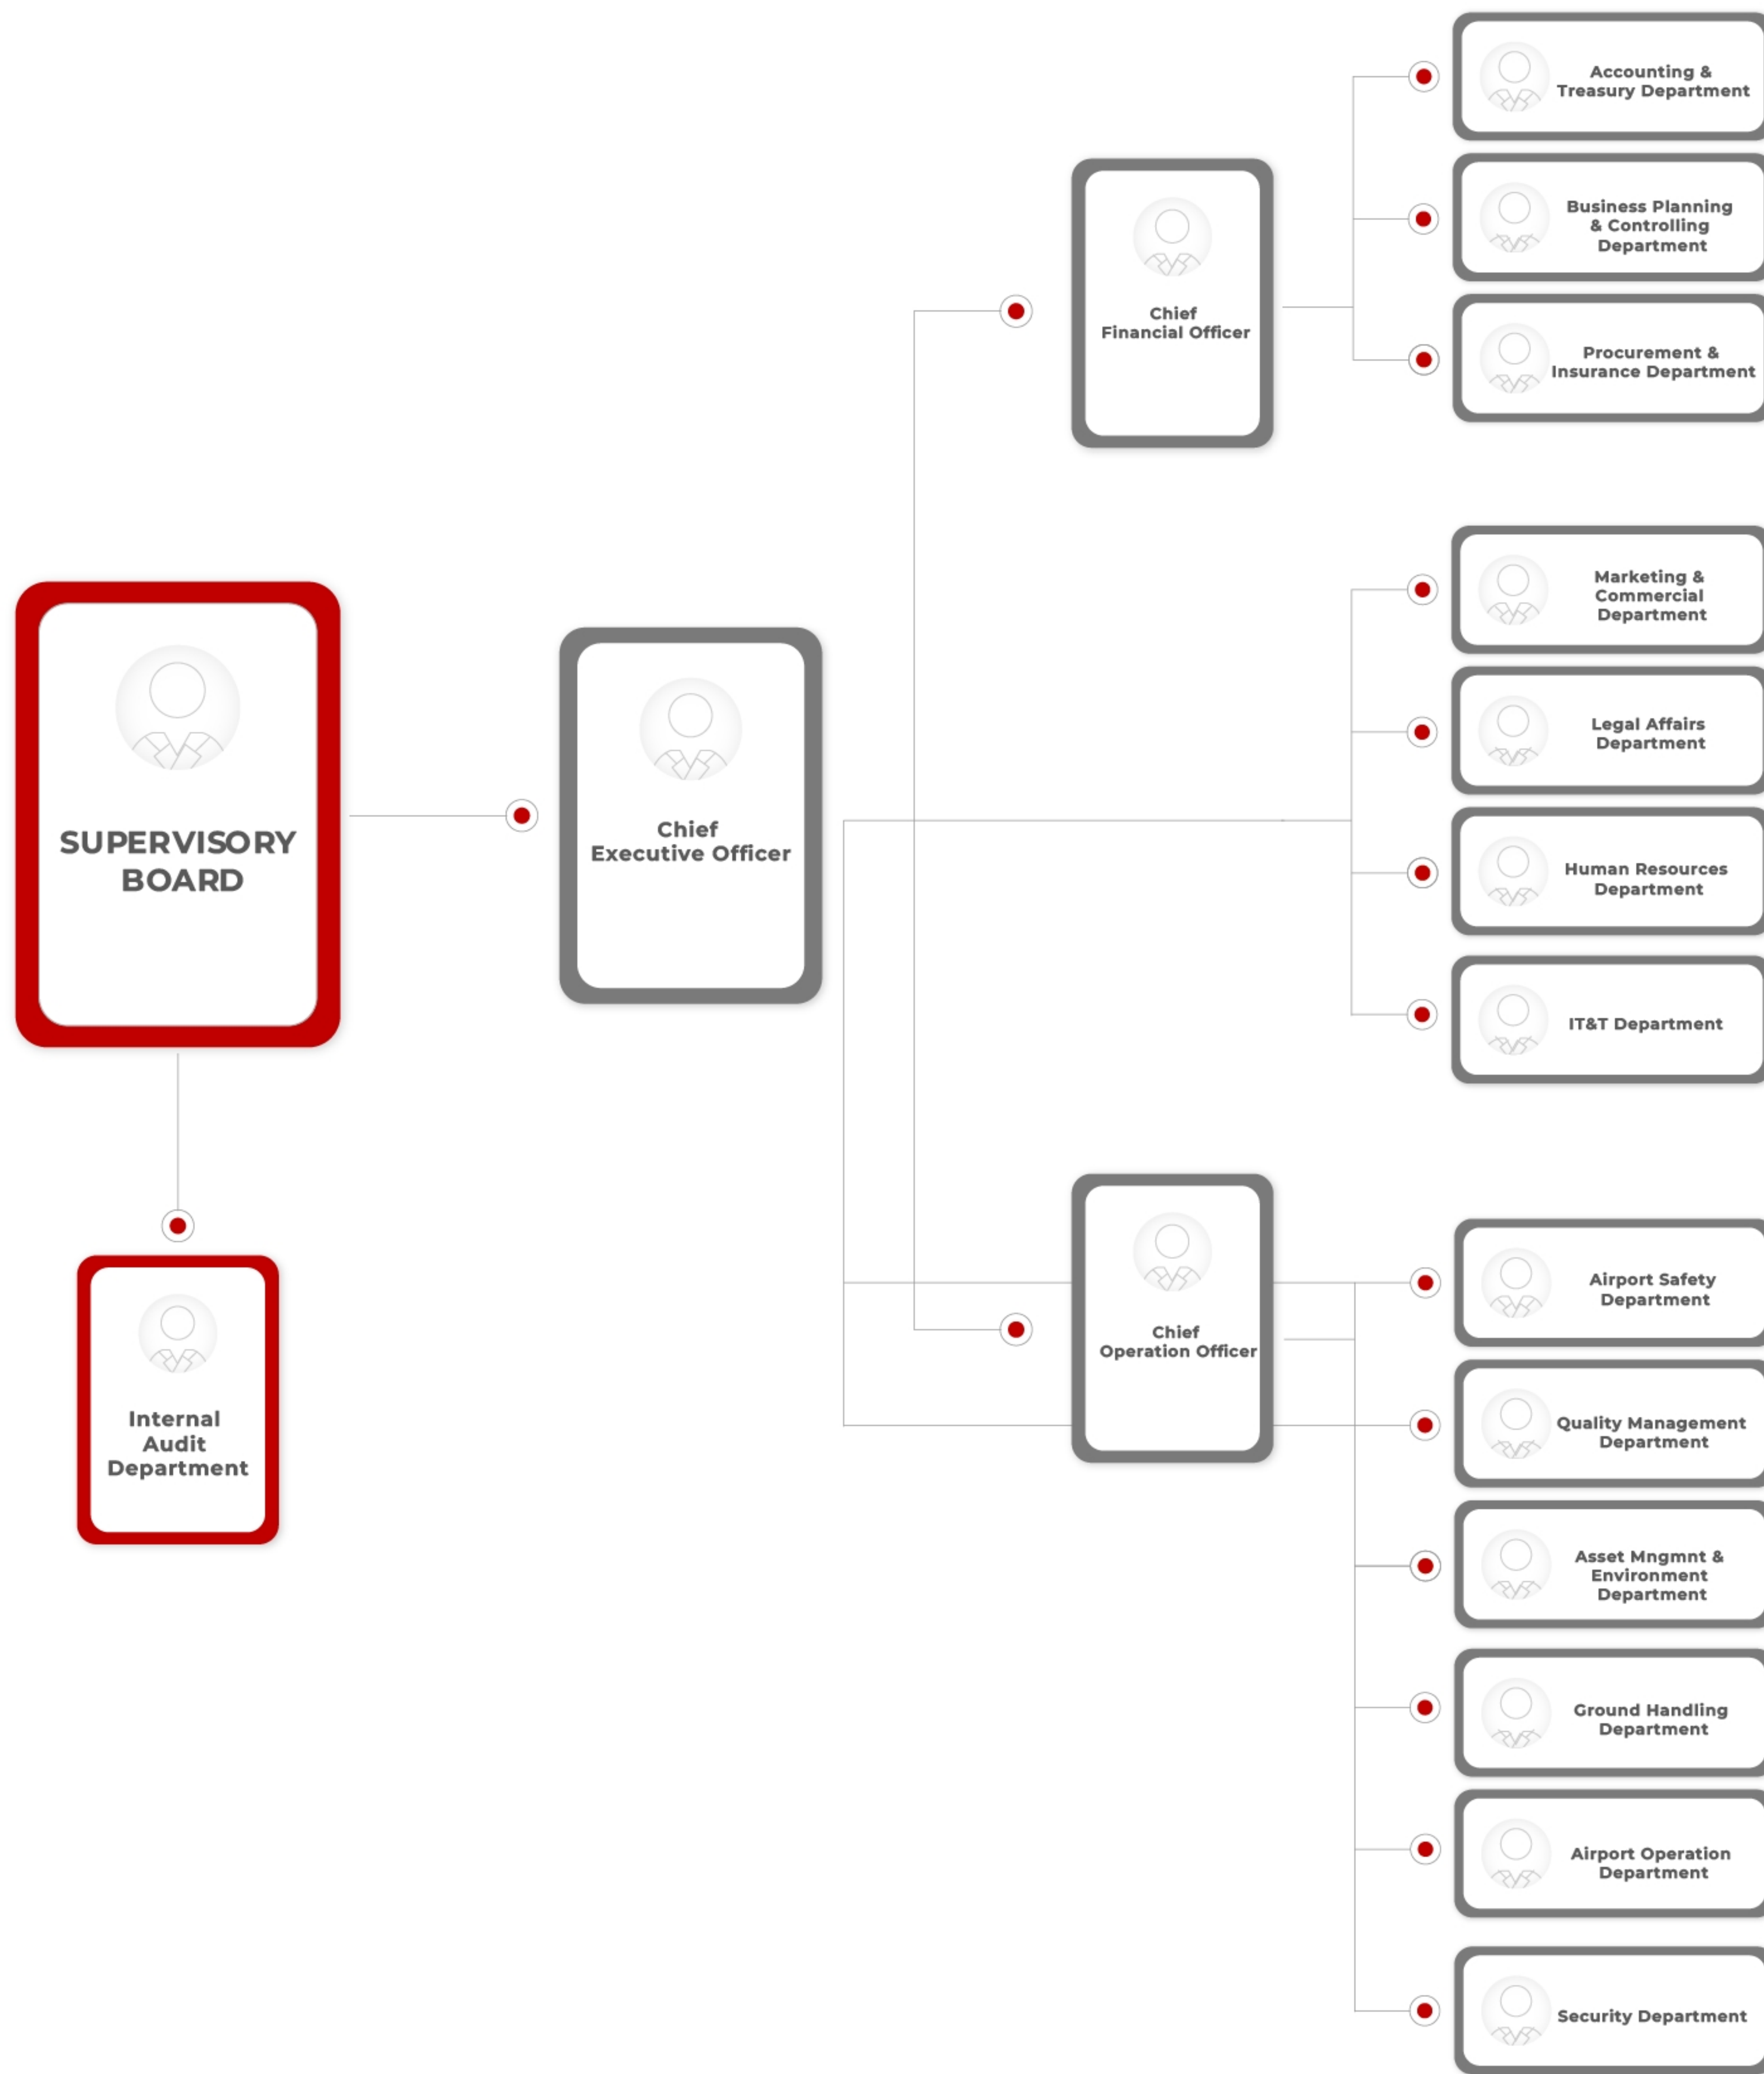 Accounting &
Treasury Department
Business Planning
& Controlling
Department
Chief
Financial Officer
Procurement &
Insurance Department
Marketing &
Commercial
Department
Legal Affairs
Department
SUPERVISORY
BOARD
Chief
Executive Officer
Human Resources
Department
IT&T Department
Airport Safety
Department
Chief
Operation Officer
Internal
Audit
Department
Quality Management
Department
Asset Mngmnt &
Environment
Department
Ground Handling
Department
Airport Operation
Department
Security Department